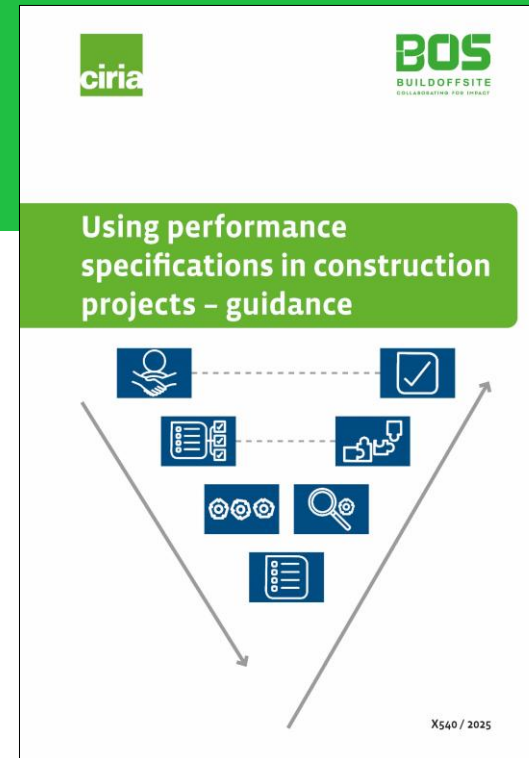 ciria
BOS
BUILDOFFSITE
COLLABORATING FOR IMPACT
Using performance
specifications in construction
projects – guidance
X540 / 2025